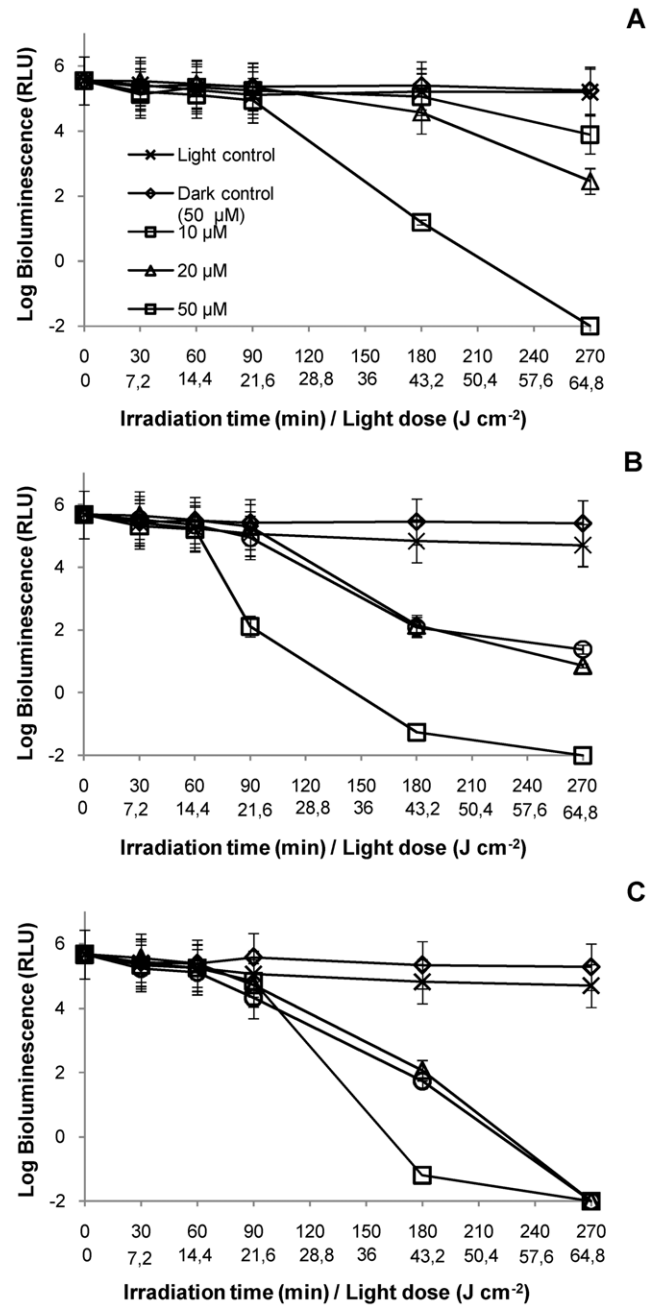 A
Log Bioluminescence (RLU)
6
4
2
0
-2
Light control
Dark control
(50 µM)
10 µM
20 µM
50 µM
0 30 60 90 120 150 180 210 240 270
0 7,2 14,4 21,6 28,8 36 43,2 50,4 57,6 64,8
Irradiation time (min) / Light dose (J cm-2)
B
Log Bioluminescence (RLU)
6
4
2
0
-2
0 30 60 90 120 150 180 210 240 270
0 7,2 14,4 21,6 28,8 36 43,2 50,4 57,6 64,8
Irradiation time (min) / Light dose (J cm-2)
C
Log Bioluminescence (RLU)
6
4
2
0
-2
0 30 60 90 120 150 180 210 240 270
0 7,2 14,4 21,6 28,8 36 43,2 50,4 57,6 64,8
Irradiation time (min) / Light dose (J cm-2)